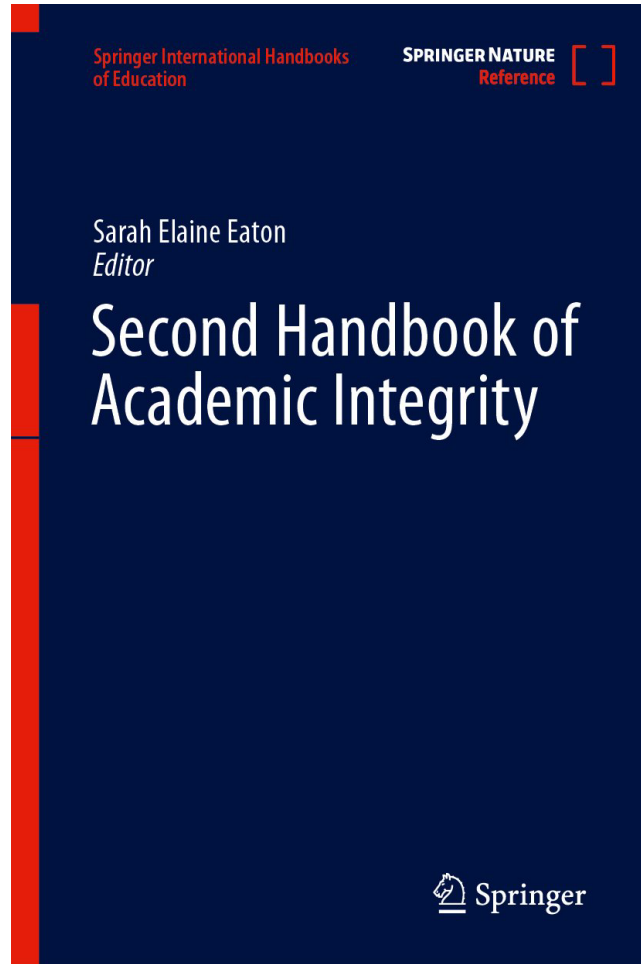 Springer International Handbooks
of Education
SPRINGER NATURE
Reference
Sarah Elaine Eaton
Editor
Second Handbook of
Academic Integrity
Springer